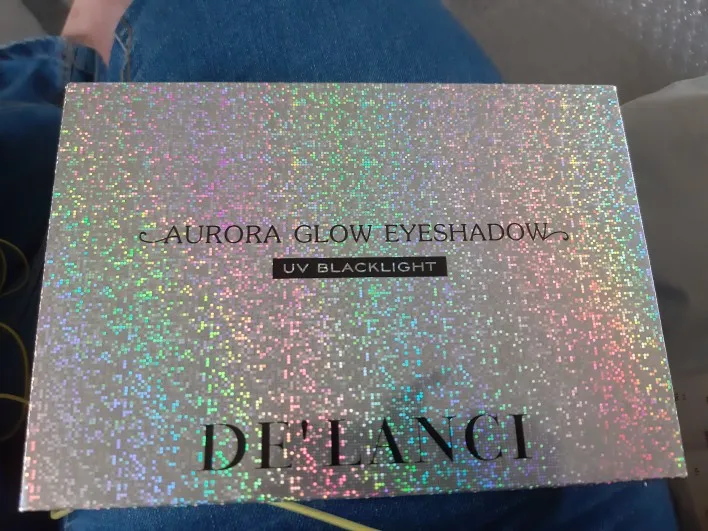 AURORA GLOW EYESHADOW
UV BLACKLIGHT
DE'LANCI